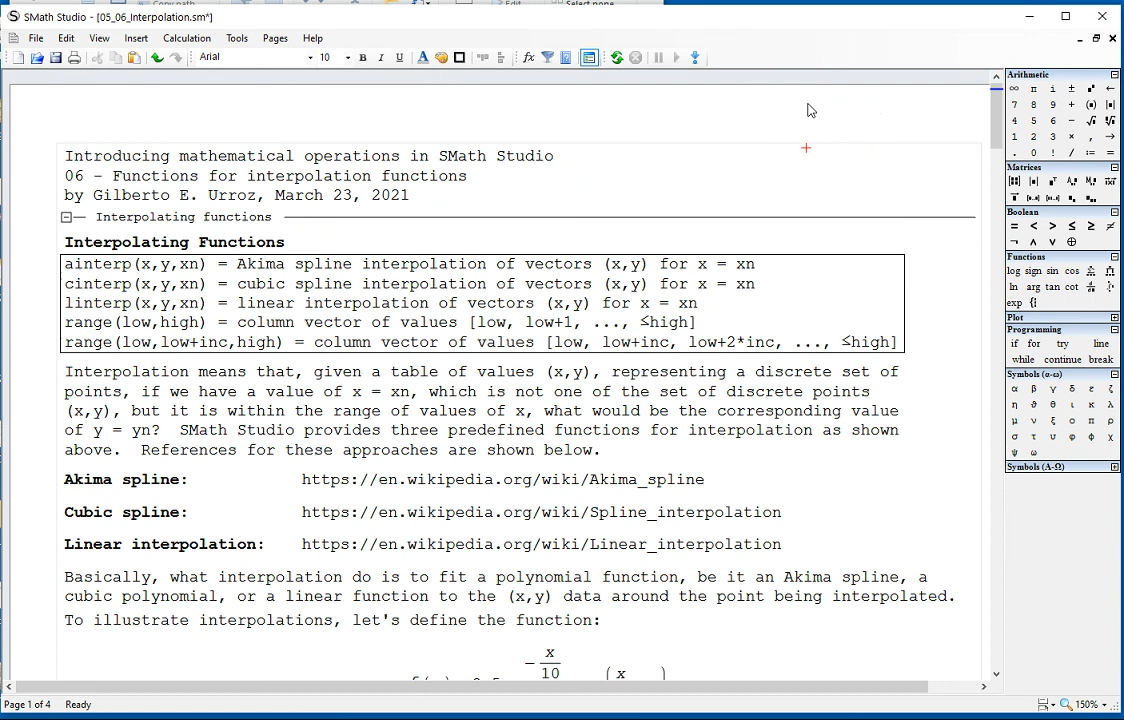 SMath Studio - [05_06_Interpolation.sm*]
File Edit View Insert Calculation Tools Pages Help
Arial 10 B I U A fx
Introducing mathematical operations in SMath Studio
06 - Functions for interpolation functions
by Gilberto E. Urroz, March 23, 2021
Interpolating functions
Interpolating Functions
ainterp(x,y,xn) = Akima spline interpolation of vectors (x,y) for x = xn
cinterp(x,y,xn) = cubic spline interpolation of vectors (x,y) for x = xn
linterp(x,y,xn) = linear interpolation of vectors (x,y) for x = xn
range(low,high) = column vector of values [low, low+1, ..., ≤high]
range(low,low+inc,high) = column vector of values [low, low+inc, low+2*inc, ..., ≤high]
Interpolation means that, given a table of values (x,y), representing a discrete set of
points, if we have a value of x = xn, which is not one of the set of discrete points
(x,y), but it is within the range of values of x, what would be the corresponding value
of y = yn? SMath Studio provides three predefined functions for interpolation as shown
above. References for these approaches are shown below.
Akima spline: https://en.wikipedia.org/wiki/Akima_spline
Cubic spline: https://en.wikipedia.org/wiki/Spline_interpolation
Linear interpolation: https://en.wikipedia.org/wiki/Linear_interpolation
Basically, what interpolation do is to fit a polynomial function, be it an Akima spline, a
cubic polynomial, or a linear function to the (x,y) data around the point being interpolated.
To illustrate interpolations, let's define the function:
x
10
x
Arithmetic
∞ π i ±
7 8 9 +
4 5 6 -
1 2 3 × , →
. 0 ! / := =
Matrices
Boolean
= < > ≤ ≥ ≠
¬ ∧ ∨ ⊕
Functions
log sign sin cos
ln arg tan cot
exp
Plot
Programming
if for try line
while continue break
Symbols (α-ω)
α β γ δ ε ζ
η ϑ θ ι κ λ
μ ν ξ ο π ρ
σ τ υ φ ϕ χ
ψ ω
Symbols (Α-Ω)
Page 1 of 4 Ready 150%